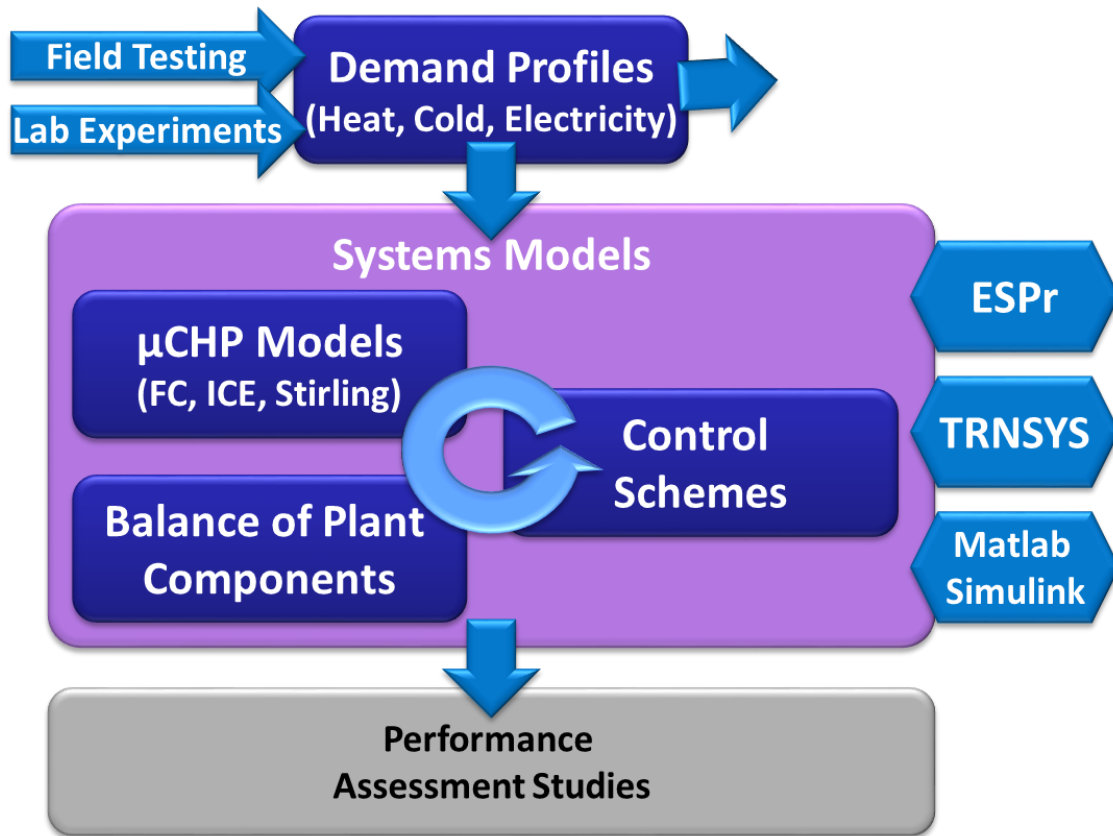 Field Testing
Lab Experiments
Demand Profiles
(Heat, Cold, Electricity)
Systems Models
µCHP Models
(FC, ICE, Stirling)
Balance of Plant
Components
Control
Schemes
ESPr
TRNSYS
Matlab
Simulink
Performance
Assessment Studies